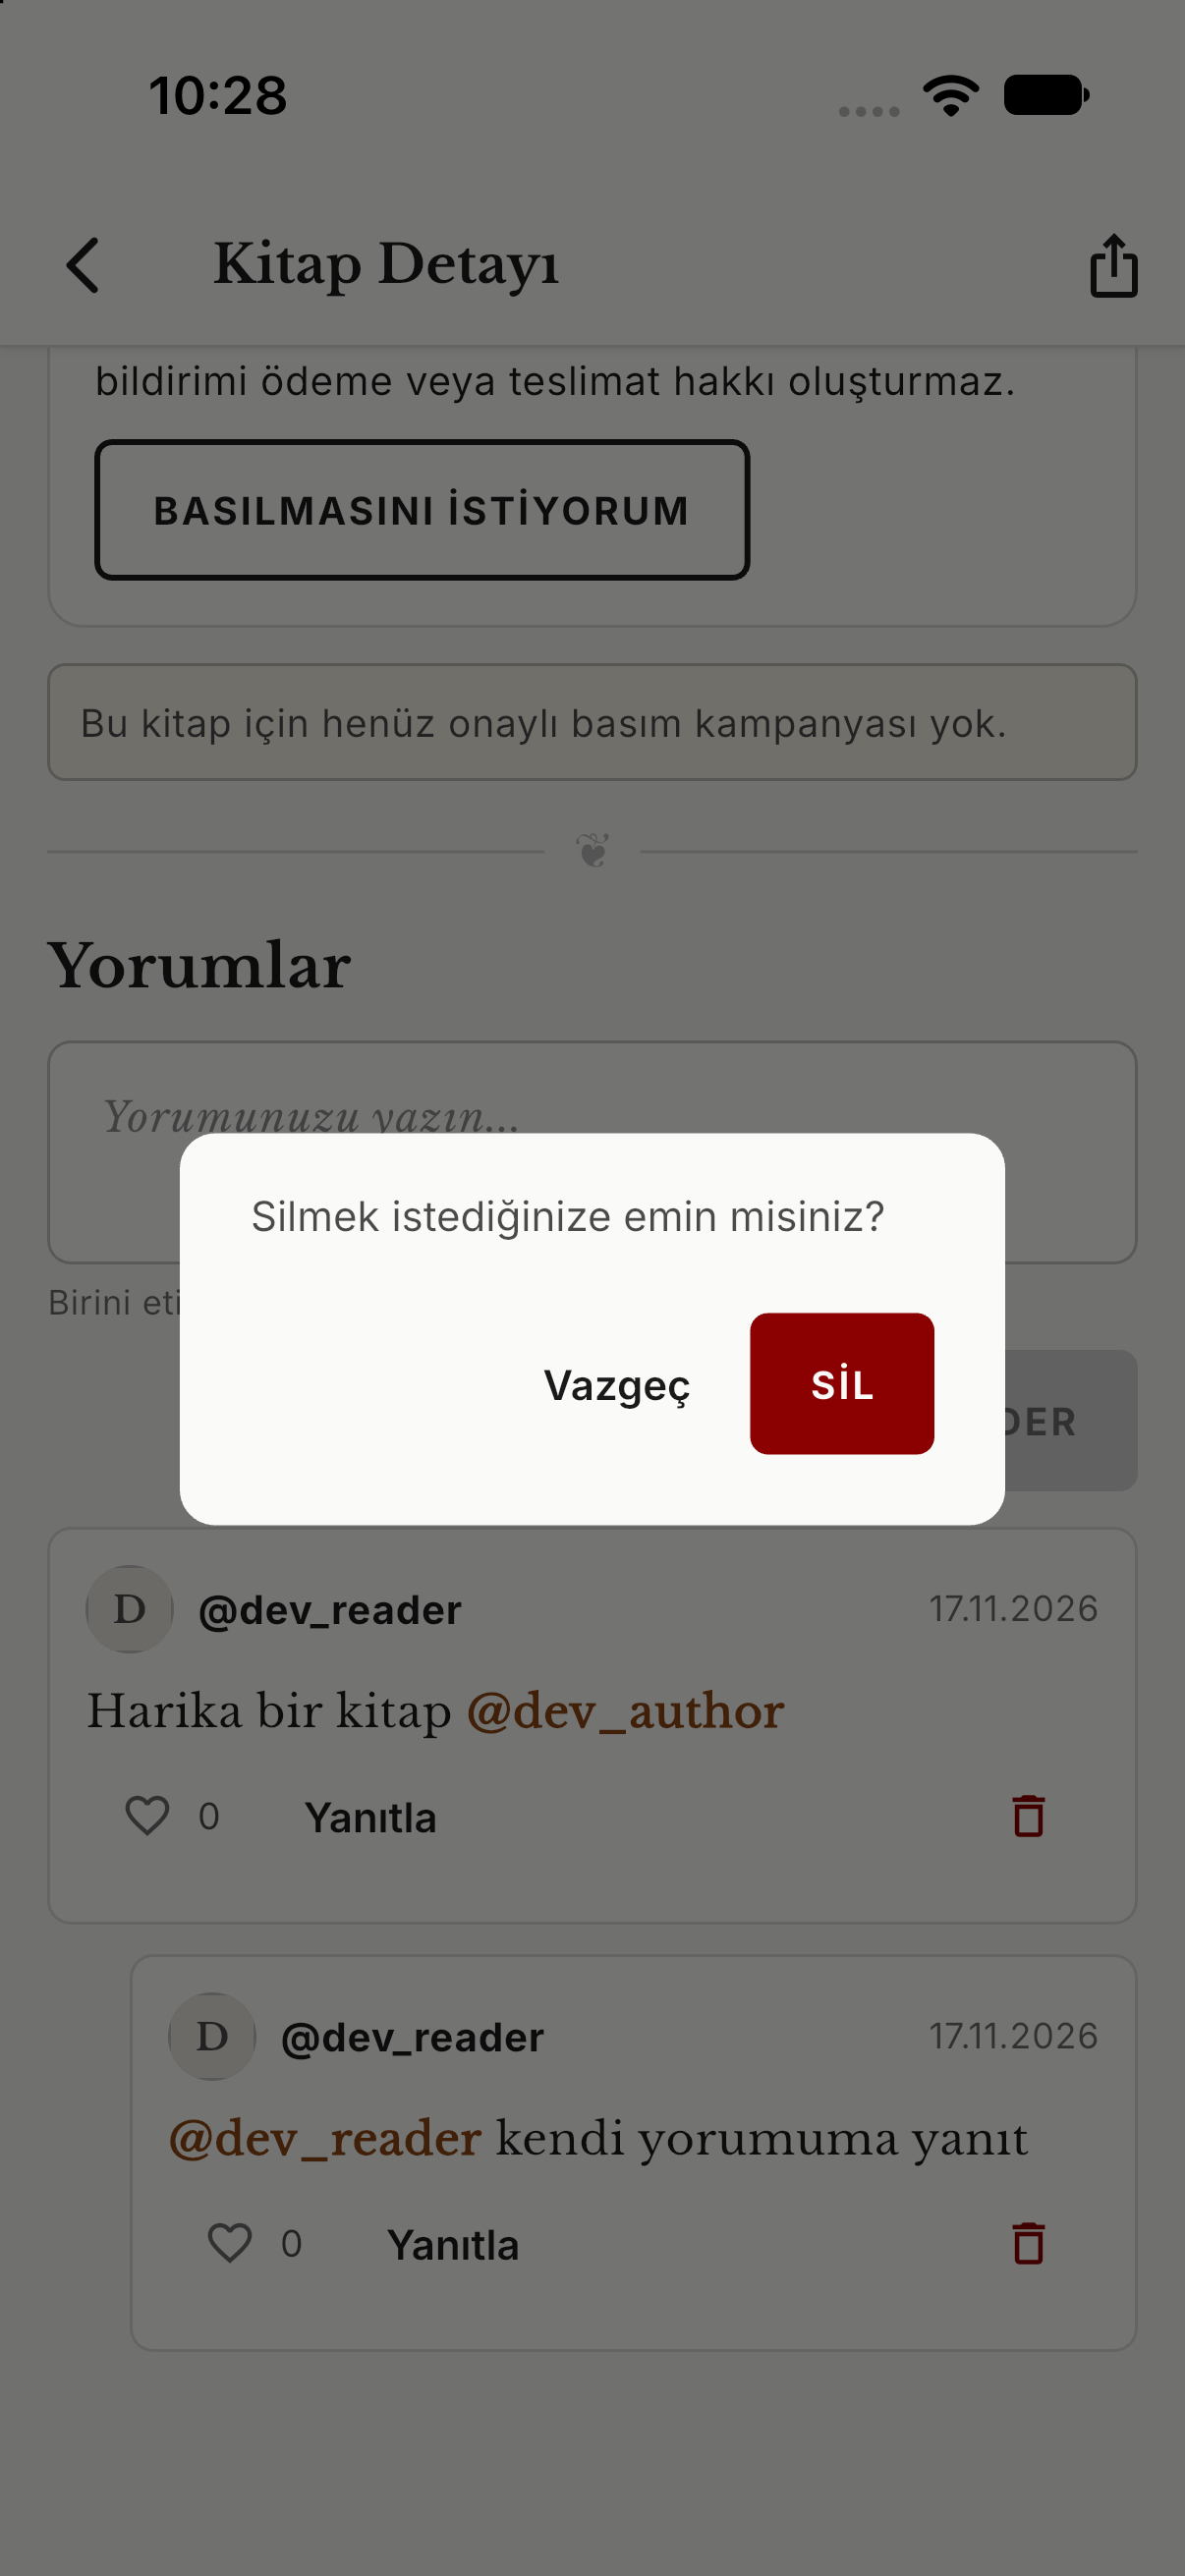 10:28
Kitap Detayı
bildirimi ödeme veya teslimat hakkı oluşturmaz.
BASILMASINI İSTİYORUM
Bu kitap için henüz onaylı basım kampanyası yok.
Yorumlar
Yorumunuzu yazın...
Silmek istediğinize emin misiniz?
Birini
Vazgeç
SİL
D
@dev_reader
17.11.2026
Harika bir kitap @dev_author
0
Yanıtla
D
@dev_reader
17.11.2026
@dev_reader kendi yorumuma yanıt
0
Yanıtla